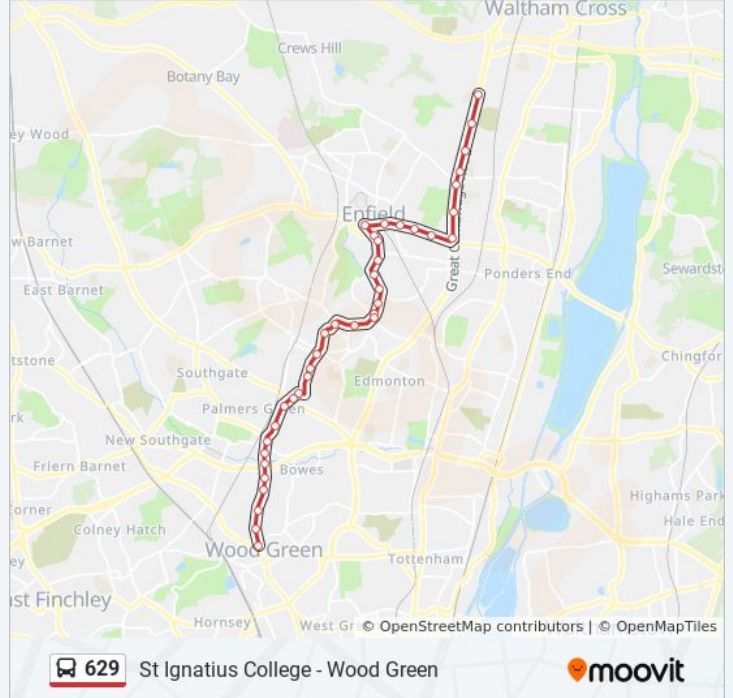 Waltham Cross
Crews Hill
Botany Bay
ey Wood
Enfield
w Barnet
Great
Ponders End
Sewardst
East Barnet
Chingfor
tstone
Southgate
Edmonton
rk
Palmers Green
New Southgate
Friern Barnet
Bowes
Highams Park
Corner
Hale End
Colney Hatch
ey
Wood Green
Tottenham
ast Finchley
Hornsey
West Gr
© OpenStreetMap contributors | © OpenMapTiles
629 St Ignatius College - Wood Green
moovit